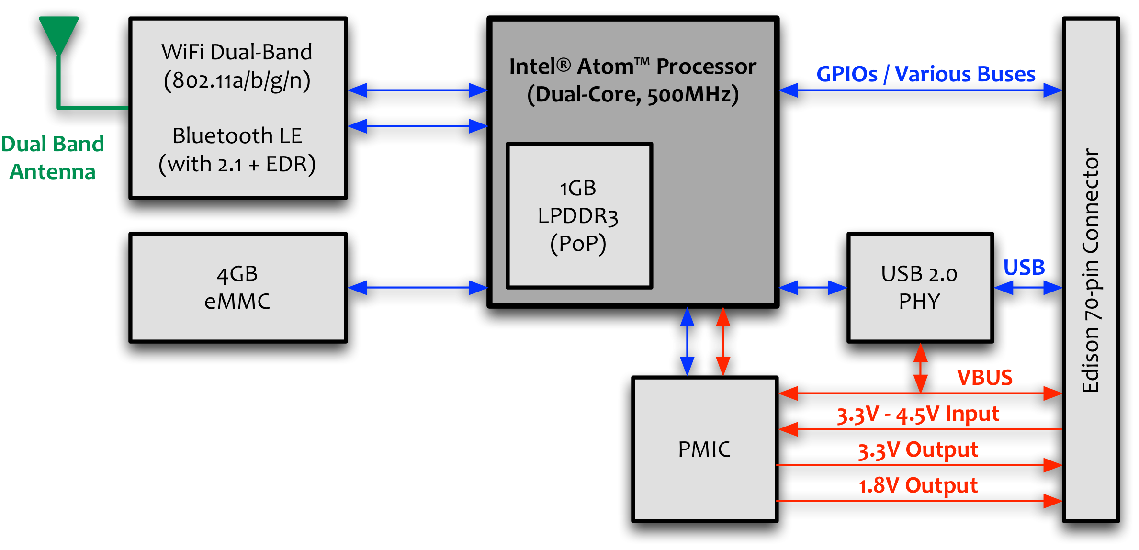 WiFi Dual-Band
(802.11a/b/g/n)
Bluetooth LE
(with 2.1 + EDR)
Dual Band
Antenna
4GB
eMMC
Intel® Atom™ Processor
(Dual-Core, 500MHz)
1GB
LPDDR3
(PoP)
GPIOs / Various Buses
USB 2.0
PHY
USB
VBUS
3.3V - 4.5V Input
3.3V Output
1.8V Output
PMIC
Edison 70-pin Connector